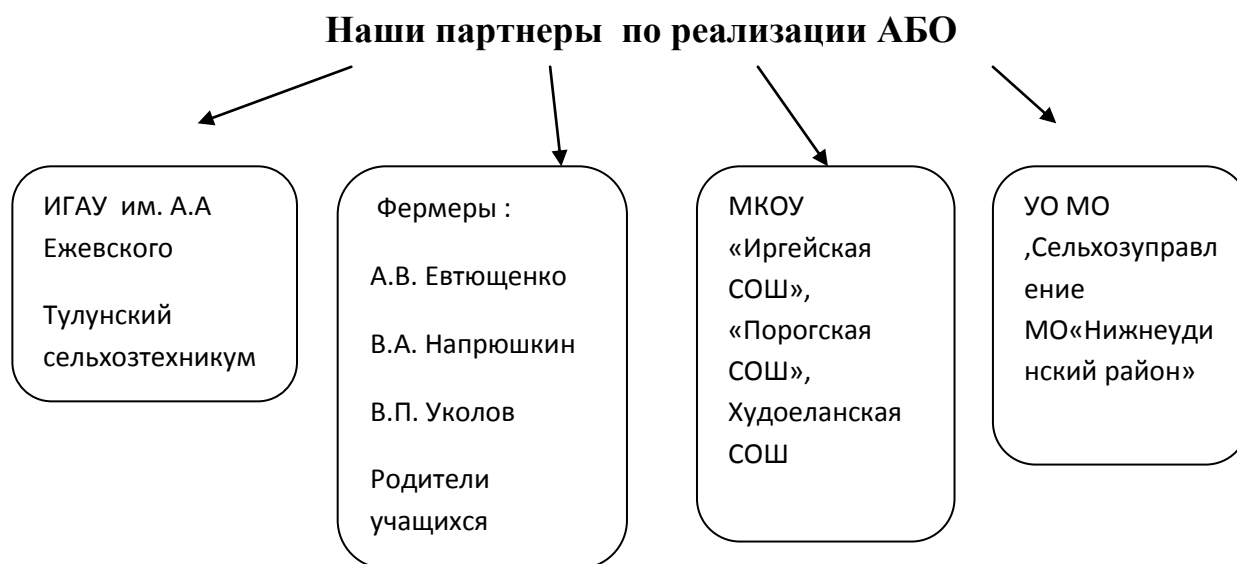 Наши партнеры по реализации АБО
ИГАУ им. А.А
Ежевского
Тулунский
сельхозтехникум
Фермеры :
А.В. Евтющенко
В.А. Напрюшкин
В.П. Уколов
Родители
учащихся
МКОУ
«Иргейская
СОШ»,
«Порогская
СОШ»,
Худоеланская
СОШ
УО МО
,Сельхозуправл
ение
МО«Нижнеуди
нский район»